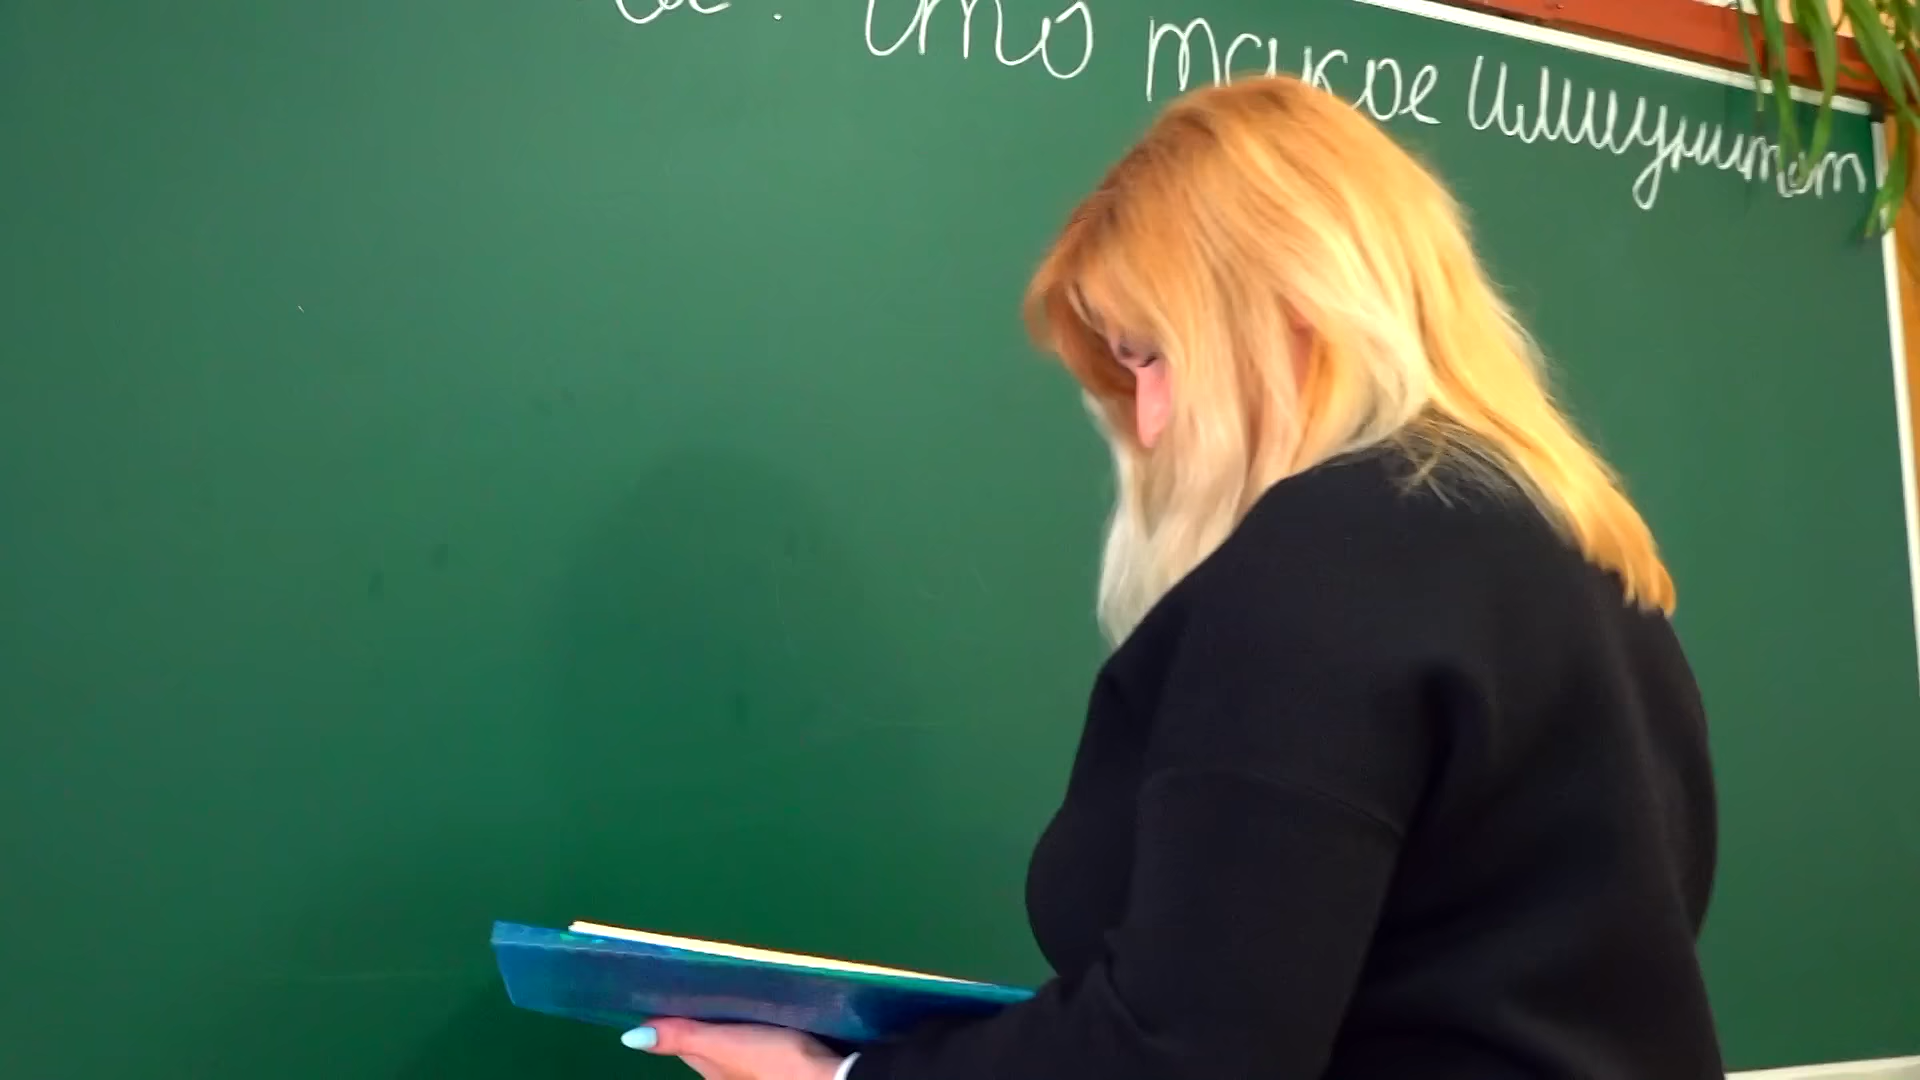 Что такое иммунитет